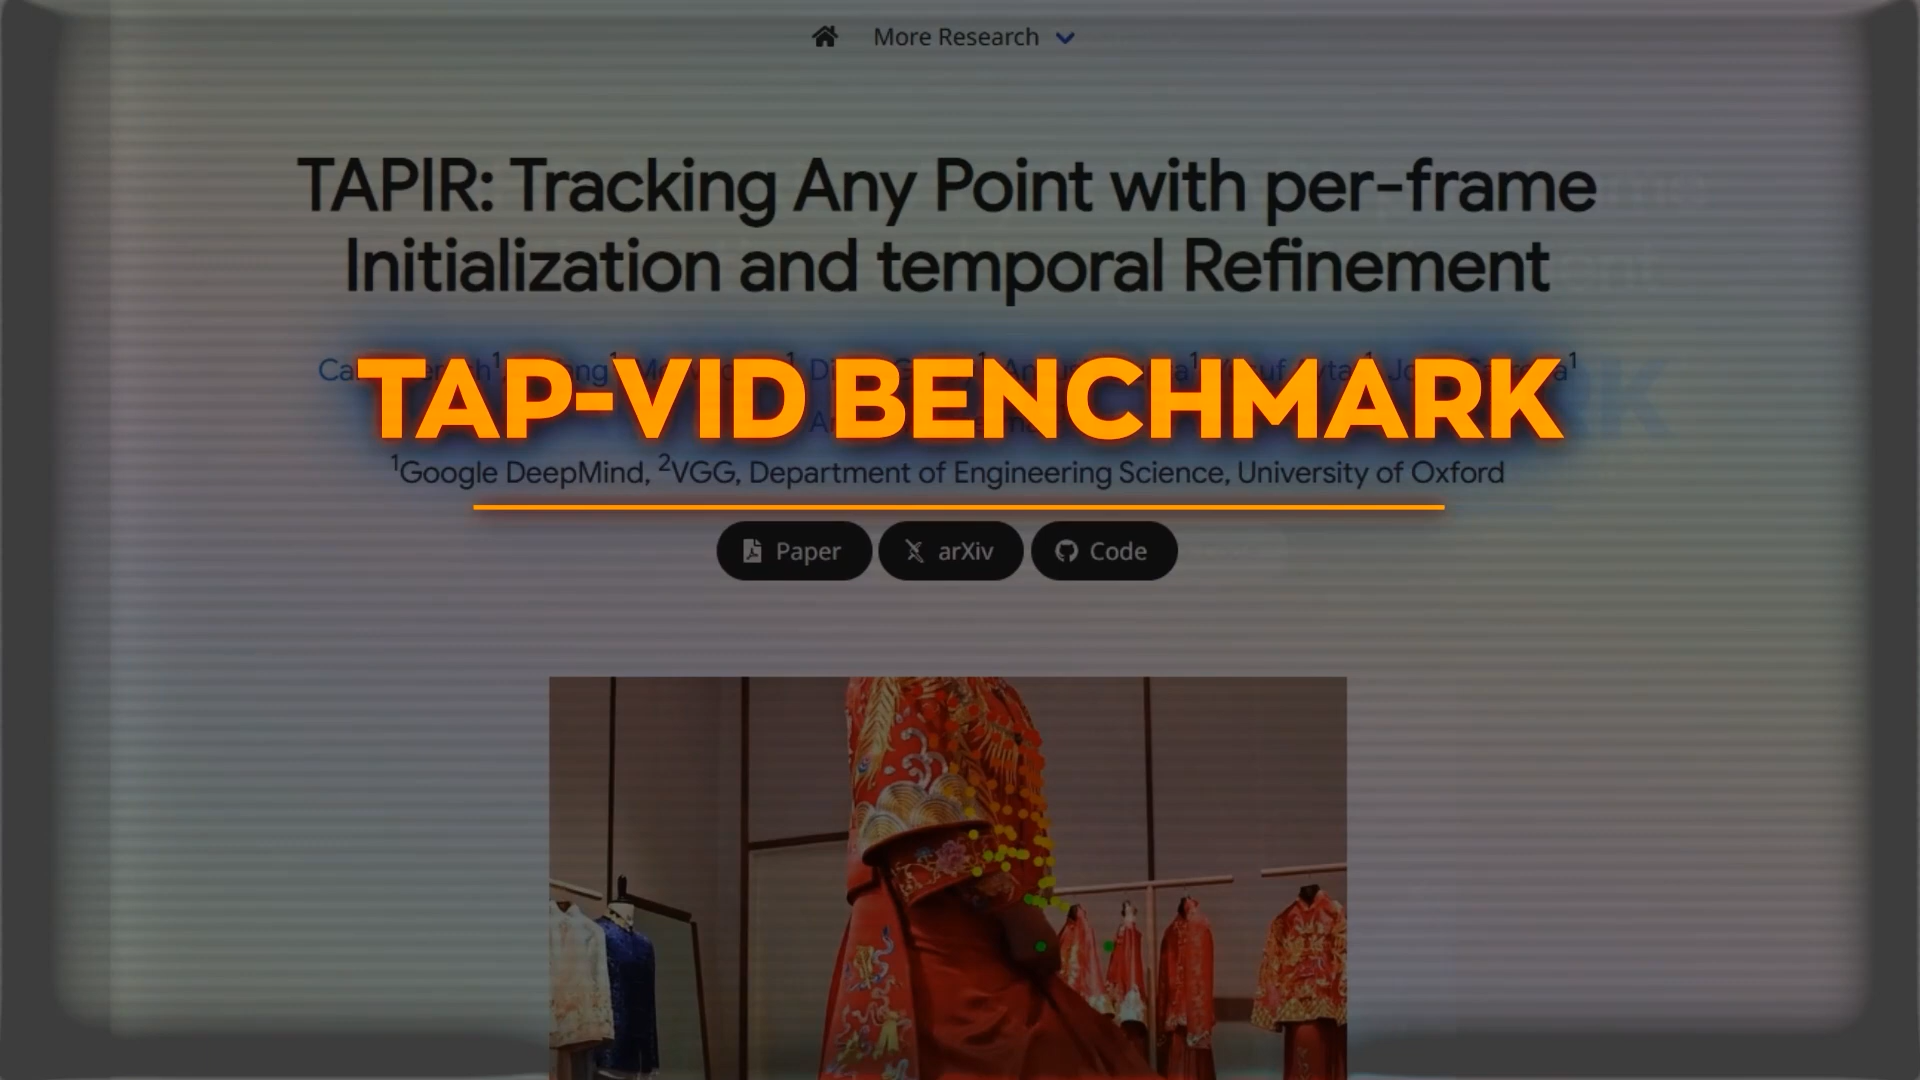 More Research
TAPIR: Tracking Any Point with per-frame
Initialization and temporal Refinement
TAP-VID BENCHMARK
¹Google DeepMind, ²VGG, Department of Engineering Science, University of Oxford
Paper
arXiv
Code